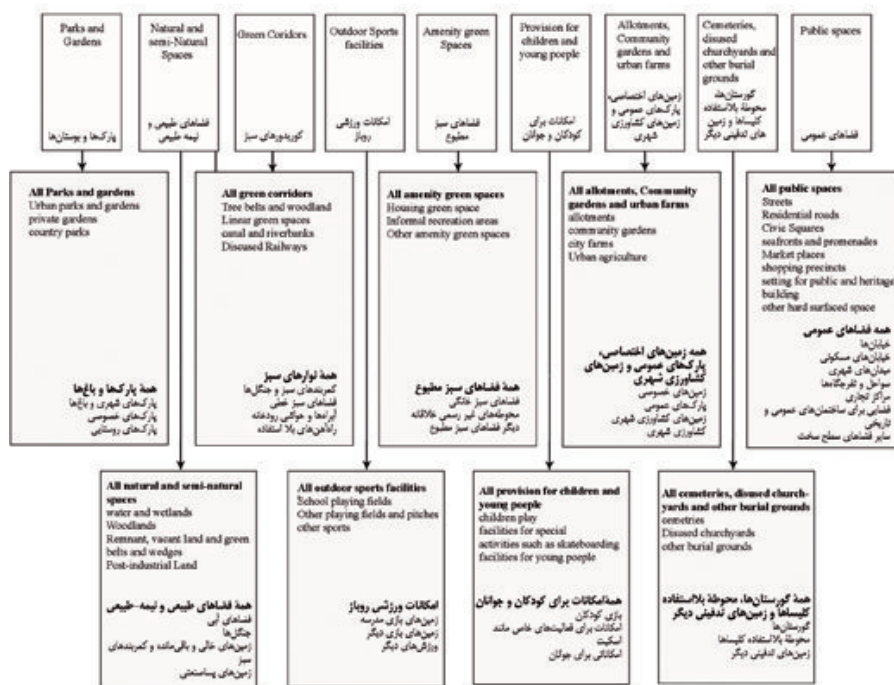 Parks and
Gardens
پارک‌ها و بوستان‌ها
Natural and
semi-Natural
Spaces
فضاهای طبیعی و
نیمه طبیعی
Green Coridors
کوریدورهای سبز
Outdoor Sports
facilities
امکانات ورزشی
روباز
Amenity green
Spaces
فضاهای سبز
مطبوع
Provision for
children and
young poeple
امکانات برای
کودکان و جوانان
Allotments,
Community
gardens and
urban farms
زمین‌های اختصاصی،
پارک‌های عمومی و
زمین‌های کشاورزی
شهری
Cemeteries,
disused
churchyards and
other burial
grounds
گورستان‌ها،
محوطه بلااستفاده
کلیساها و زمین
های تدفینی دیگر
Public spaces
فضاهای عمومی
All Parks and gardens
Urban parks and gardens
private gardens
country parks
همهٔ پارک‌ها و باغ‌ها
پارک‌های شهری و باغ‌ها
پارک‌های خصوصی
پارک‌های روستایی
All green corridors
Tree belts and woodland
Linear green spaces
canal and riverbanks
Discused Railways
همهٔ نوارهای سبز
کمربندهای سبز و جنگل‌ها
فضاهای سبز خطی
آبراه‌ها و حواشی رودخانه
راه‌آهن‌های بلا استفاده
All amenity green spaces
Housing green space
Informal recreation areas
Other amenity green spaces
همهٔ فضاهای سبز مطبوع
فضاهای سبز خانگی
محوطه‌های غیر رسمی خلاقانه
دیگر فضاهای سبز مطبوع
All allotments, Community
gardens and urban farms
allotments
community gardens
city farms
Urban agriculture
همه زمین‌های اختصاصی،
پارک‌های عمومی و زمین‌های
کشاورزی شهری
زمین‌های خصوصی
پارک‌های عمومی
زمین‌های کشاورزی شهری
کشاورزی شهری
All public spaces
Streets
Residential roads
Civic Squares
seafronts and promenades
Market places
shopping precincts
setting for public and heritage
building
other hard surfaced space
همه فضاهای عمومی
خیابان‌ها
خیابان‌های مسکونی
میدان‌های شهری
سواحل و تفرجگاه‌ها
مراکز تجاری
فضایی برای ساختمان‌های عمومی و
تاریخی
سایر فضاهای سطح سخت
All natural and semi-natural
spaces
water and wetlands
Woodlands
Remnant, vacant land and green
belts and wedges
Post-industrial Land
همهٔ فضاهای طبیعی و نیمه-طبیعی
فضاهای آبی
جنگل‌ها
زمین‌های خالی و باقی‌مانده و کمربندهای
سبز
زمین‌های پساصنعتی
All outdoor sports facilities
School playing fields
Other playing fields and pitches
other sports
امکانات ورزشی روباز
زمین‌های بازی مدرسه
زمین‌های بازی دیگر
ورزش‌های دیگر
All provision for children and
young poeple
children play
facilities for special
activities such as skateboarding
facilities for young poeple
همهٔ امکانات برای کودکان و جوانان
بازی کودکان
امکانات برای فعالیت‌های خاص مانند
اسکیت
امکاناتی برای جوانان
All cemeteries, disused church-
yards and other burial grounds
cemetries
Disused churchyards
other burial grounds
همهٔ گورستان‌ها، محوطهٔ بلااستفاده
کلیساها و زمین‌های تدفینی دیگر
گورستان‌ها
محوطهٔ بلااستفاده کلیساها
زمین‌های تدفینی دیگر